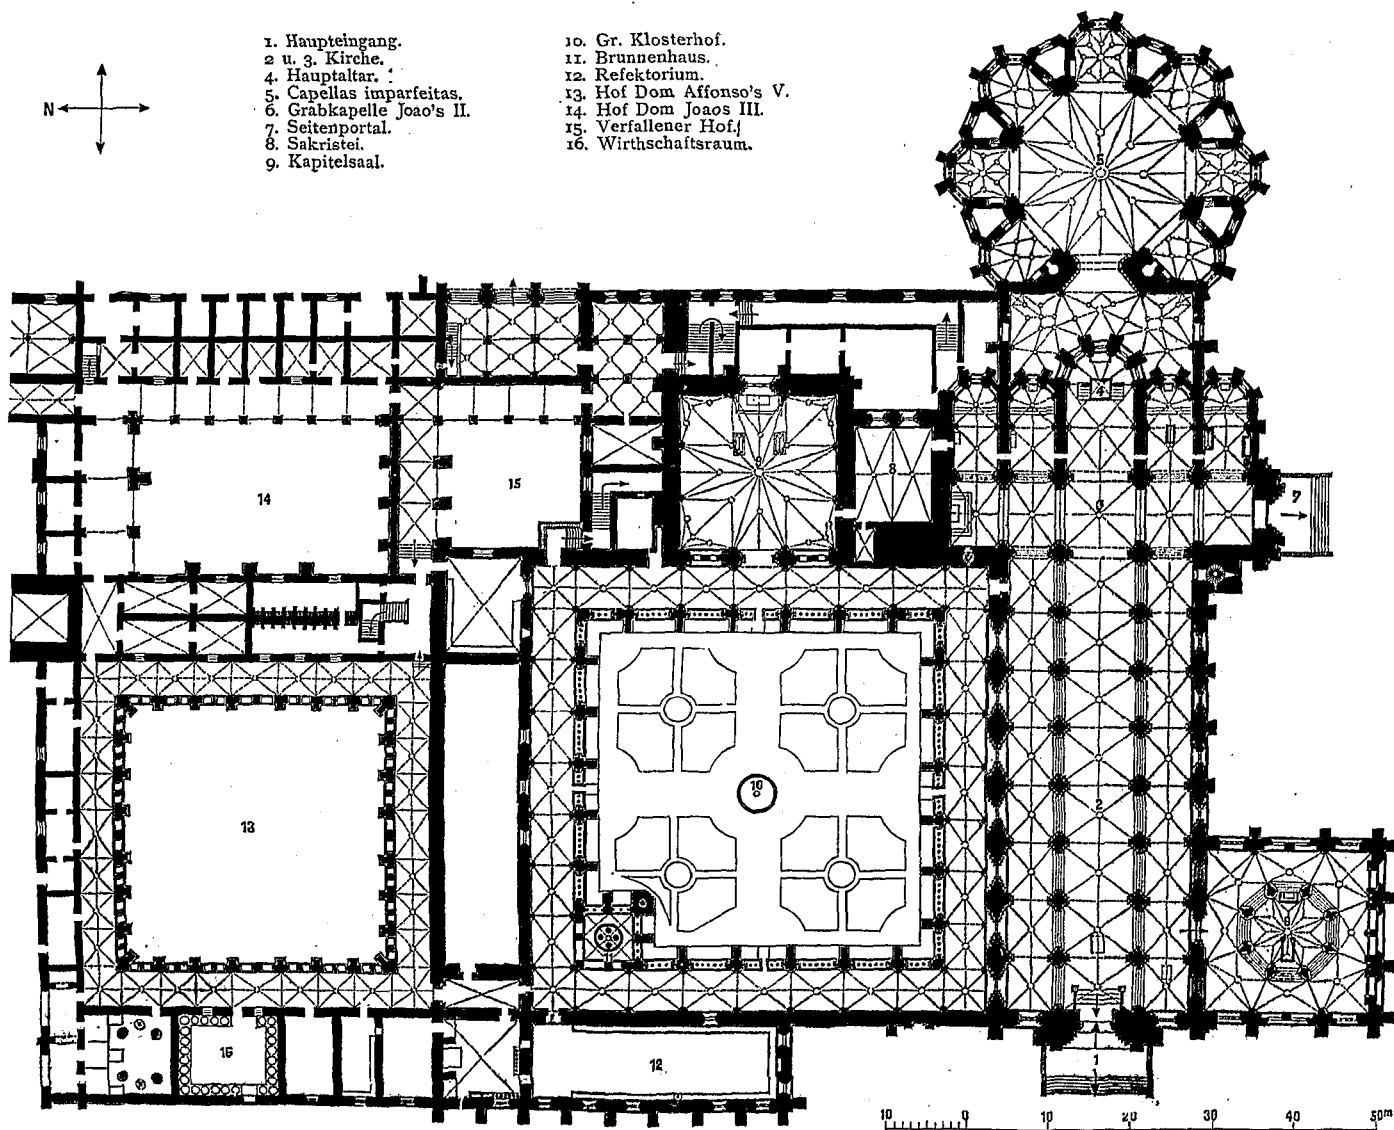 1. Haupteingang.
2 u. 3. Kirche.
4. Hauptaltar.
5. Capellas imparfeitas.
6. Grabkapelle Joao's II.
7. Seitenportal.
8. Sakristei.
9. Kapitelsaal.
10. Gr. Klosterhof.
11. Brunnenhaus.
12. Refektorium.
13. Hof Dom Affonso's V.
14. Hof Dom Joaos III.
15. Verfallener Hof.
16. Wirthschaftsraum.
N
5
4
9
8
14
15
3
7
10
2
13
6
16
12
1
10 0 10 20 30 40 50m